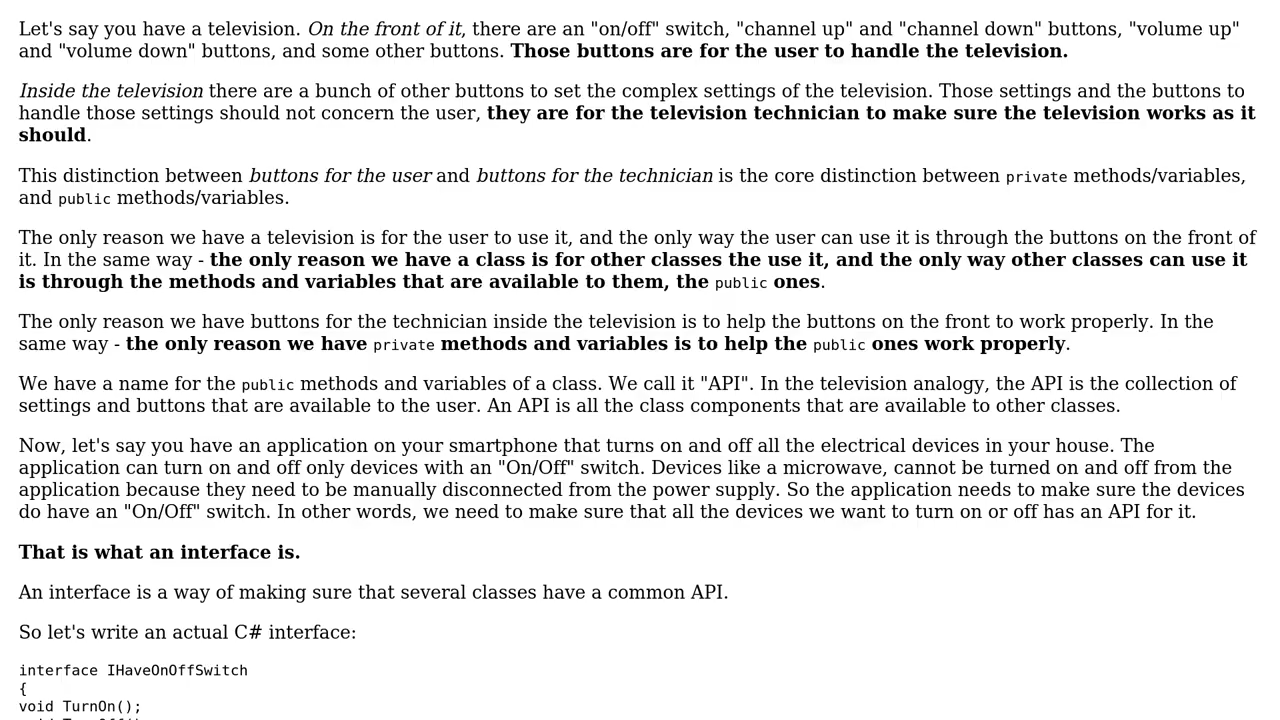 Let's say you have a television. On the front of it, there are an "on/off" switch, "channel up" and "channel down" buttons, "volume up"
and "volume down" buttons, and some other buttons. Those buttons are for the user to handle the television.
Inside the television there are a bunch of other buttons to set the complex settings of the television. Those settings and the buttons to
handle those settings should not concern the user, they are for the television technician to make sure the television works as it
should.
This distinction between buttons for the user and buttons for the technician is the core distinction between private methods/variables,
and public methods/variables.
The only reason we have a television is for the user to use it, and the only way the user can use it is through the buttons on the front of
it. In the same way - the only reason we have a class is for other classes the use it, and the only way other classes can use it
is through the methods and variables that are available to them, the public ones.
The only reason we have buttons for the technician inside the television is to help the buttons on the front to work properly. In the
same way - the only reason we have private methods and variables is to help the public ones work properly.
We have a name for the public methods and variables of a class. We call it "API". In the television analogy, the API is the collection of
settings and buttons that are available to the user. An API is all the class components that are available to other classes.
Now, let's say you have an application on your smartphone that turns on and off all the electrical devices in your house. The
application can turn on and off only devices with an "On/Off" switch. Devices like a microwave, cannot be turned on and off from the
application because they need to be manually disconnected from the power supply. So the application needs to make sure the devices
do have an "On/Off" switch. In other words, we need to make sure that all the devices we want to turn on or off has an API for it.
That is what an interface is.
An interface is a way of making sure that several classes have a common API.
So let's write an actual C# interface:
interface IHaveOnOffSwitch
{
void TurnOn();